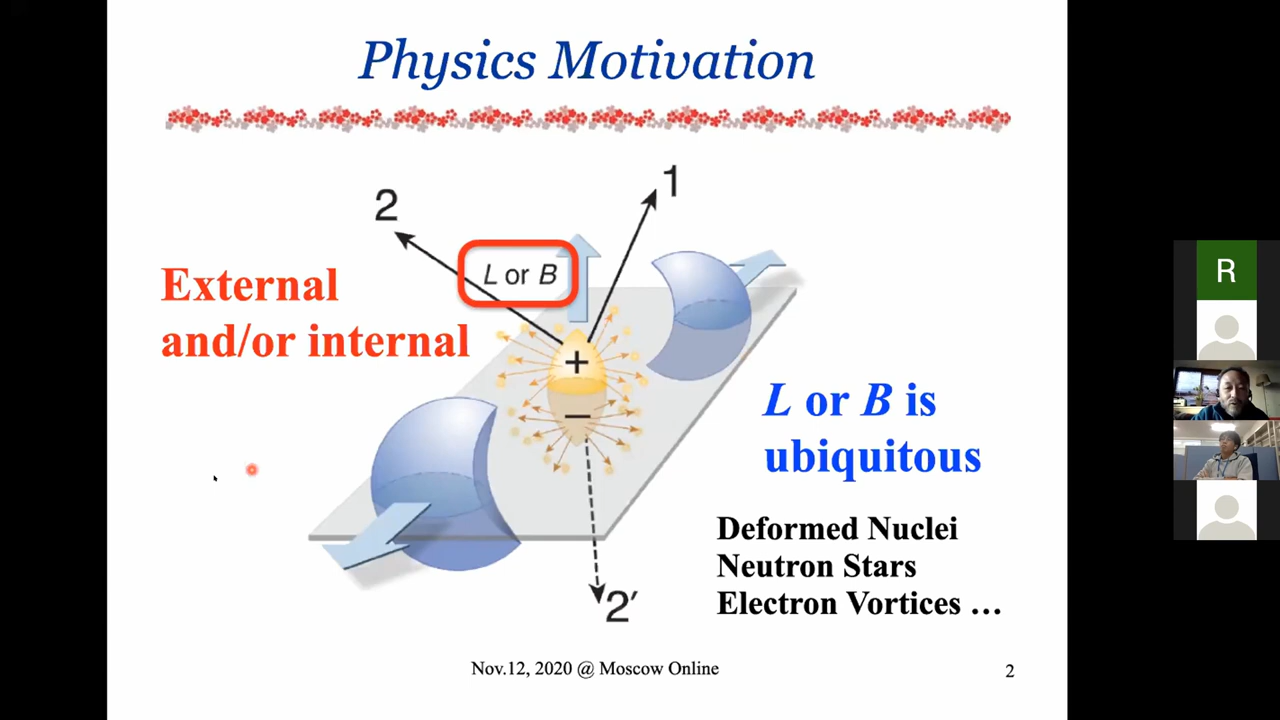 Physics Motivation
1
2
L or B
External
and/or internal
+
−
L or B is
ubiquitous
Deformed Nuclei
Neutron Stars
Electron Vortices ...
2′
Nov.12, 2020 @ Moscow Online
2
R